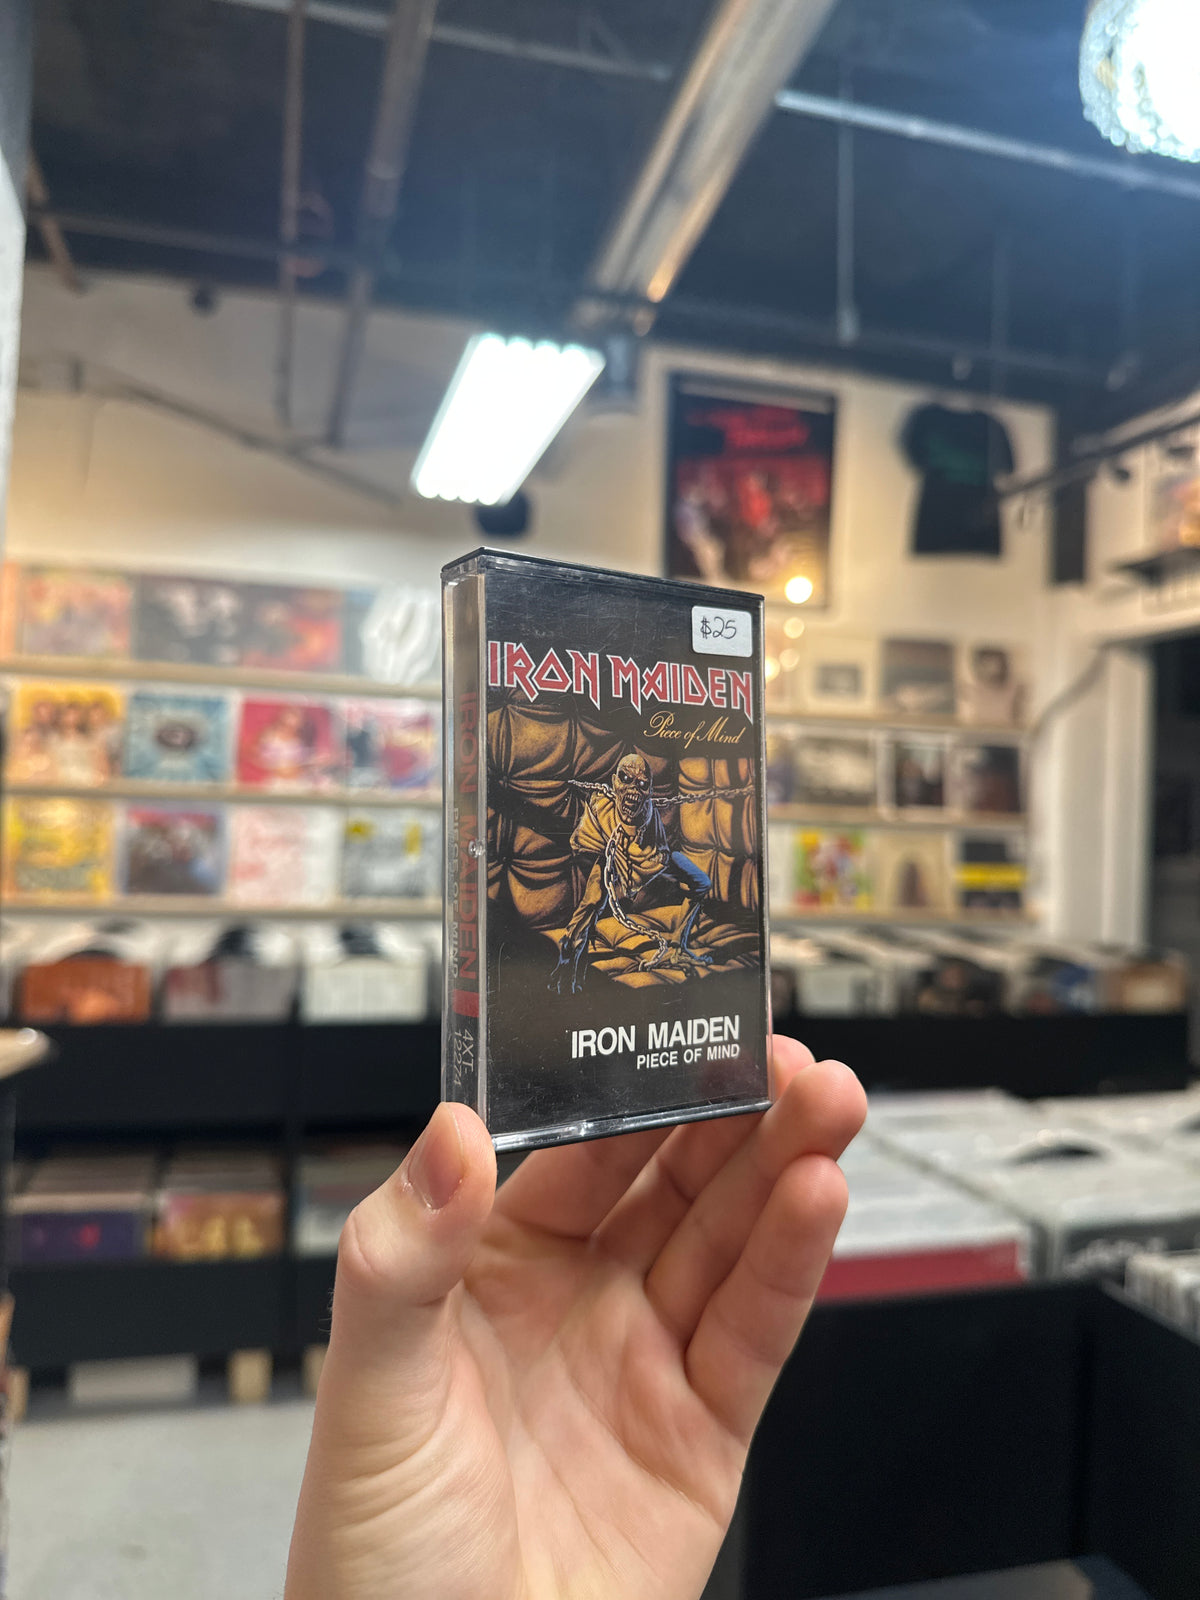 $25
IRON MAIDEN
Piece of Mind
IRON MAIDEN
PIECE OF MIND
IRON MAIDEN
PIECE OF MIND
4XT-
12274